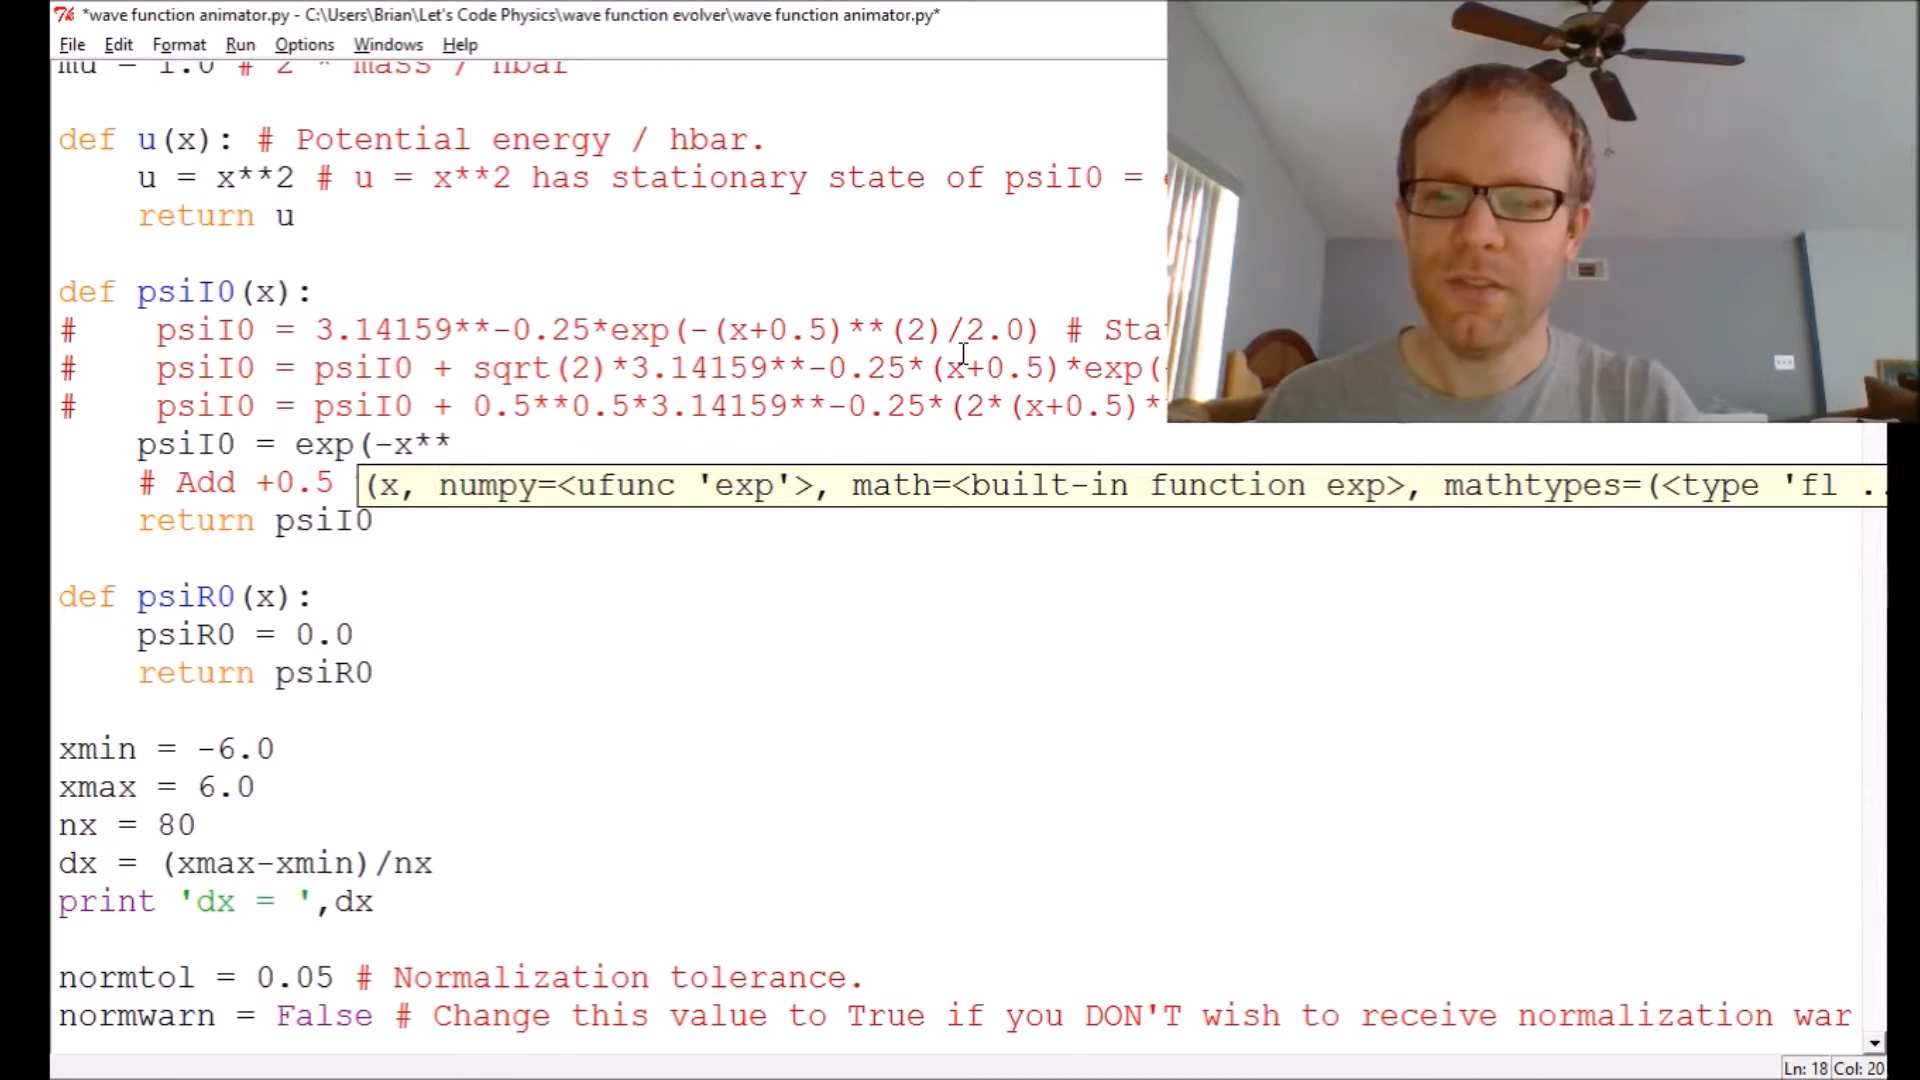 *wave function animator.py - C:\Users\Brian\Let's Code Physics\wave function evolver\wave function animator.py*
File Edit Format Run Options Windows Help
mu = 1.0 # 2 * mass / hbar
def u(x): # Potential energy / hbar.
u = x**2 # u = x**2 has stationary state of psiI0 =
return u
def psiI0(x):
# psiI0 = 3.14159**-0.25*exp(-(x+0.5)**(2)/2.0) # Sta
# psiI0 = psiI0 + sqrt(2)*3.14159**-0.25*(x+0.5)*exp(-
# psiI0 = psiI0 + 0.5**0.5*3.14159**-0.25*(2*(x+0.5)*
psiI0 = exp(-x**
# Add +0.5
(x, numpy=<ufunc 'exp'>, math=<built-in function exp>, mathtypes=(<type 'fl ..
return psiI0
def psiR0(x):
psiR0 = 0.0
return psiR0
xmin = -6.0
xmax = 6.0
nx = 80
dx = (xmax-xmin)/nx
print 'dx = ',dx
normtol = 0.05 # Normalization tolerance.
normwarn = False # Change this value to True if you DON'T wish to receive normalization war
Ln: 18 Col: 20